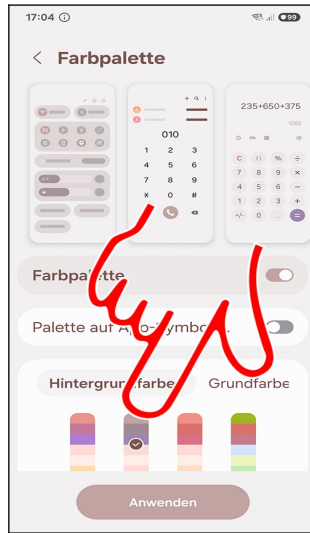 17:04
99
< Farbpalette
235+650+375
1260
010
1 2 3
4 5 6
7 8 9
* 0 #
C () % ÷
7 8 9 ×
4 5 6 −
1 2 3 +
+/- 0 . =
Farbpalette
Palette auf App-Symbo...
Hintergrundfarbe Grundfarbe
Anwenden